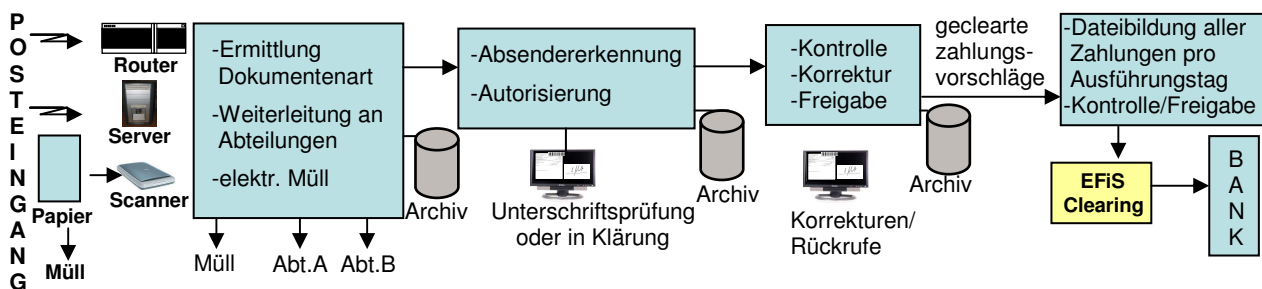 POSTEINGANG
Router
Server
Scanner
Papier
Müll
-Ermittlung
Dokumentenart
-Weiterleitung an
Abteilungen
-elektr. Müll
Müll
Abt.A
Abt.B
Archiv
-Absendererkennung
-Autorisierung
Unterschriftsprüfung
oder in Klärung
Archiv
-Kontrolle
-Korrektur
-Freigabe
Korrekturen/
Rückrufe
Archiv
geclearte
zahlungs-
vorschläge
-Dateibildung aller
Zahlungen pro
Ausführungstag
-Kontrolle/Freigabe
EFiS
Clearing
BANK